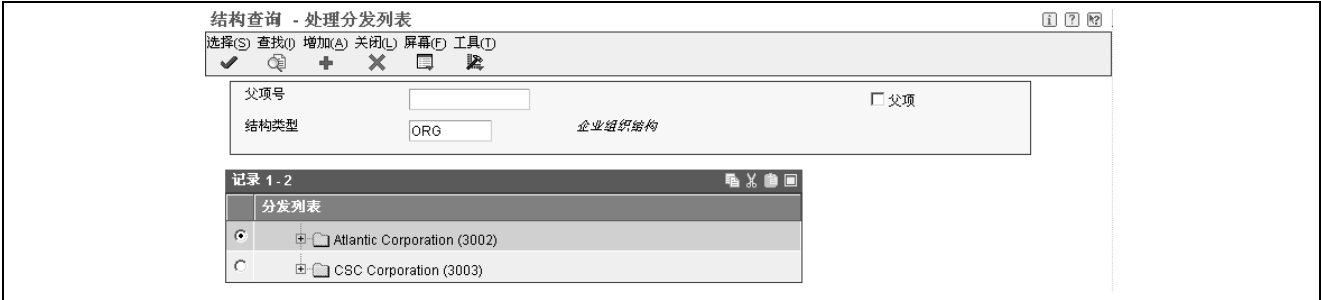 结构查询 - 处理分发列表
选择(S) 查找(I) 增加(A) 关闭(L) 屏幕(F) 工具(T)
父项号
父项
结构类型 ORG 企业组织结构
记录 1 - 2
分发列表
Atlantic Corporation (3002)
CSC Corporation (3003)